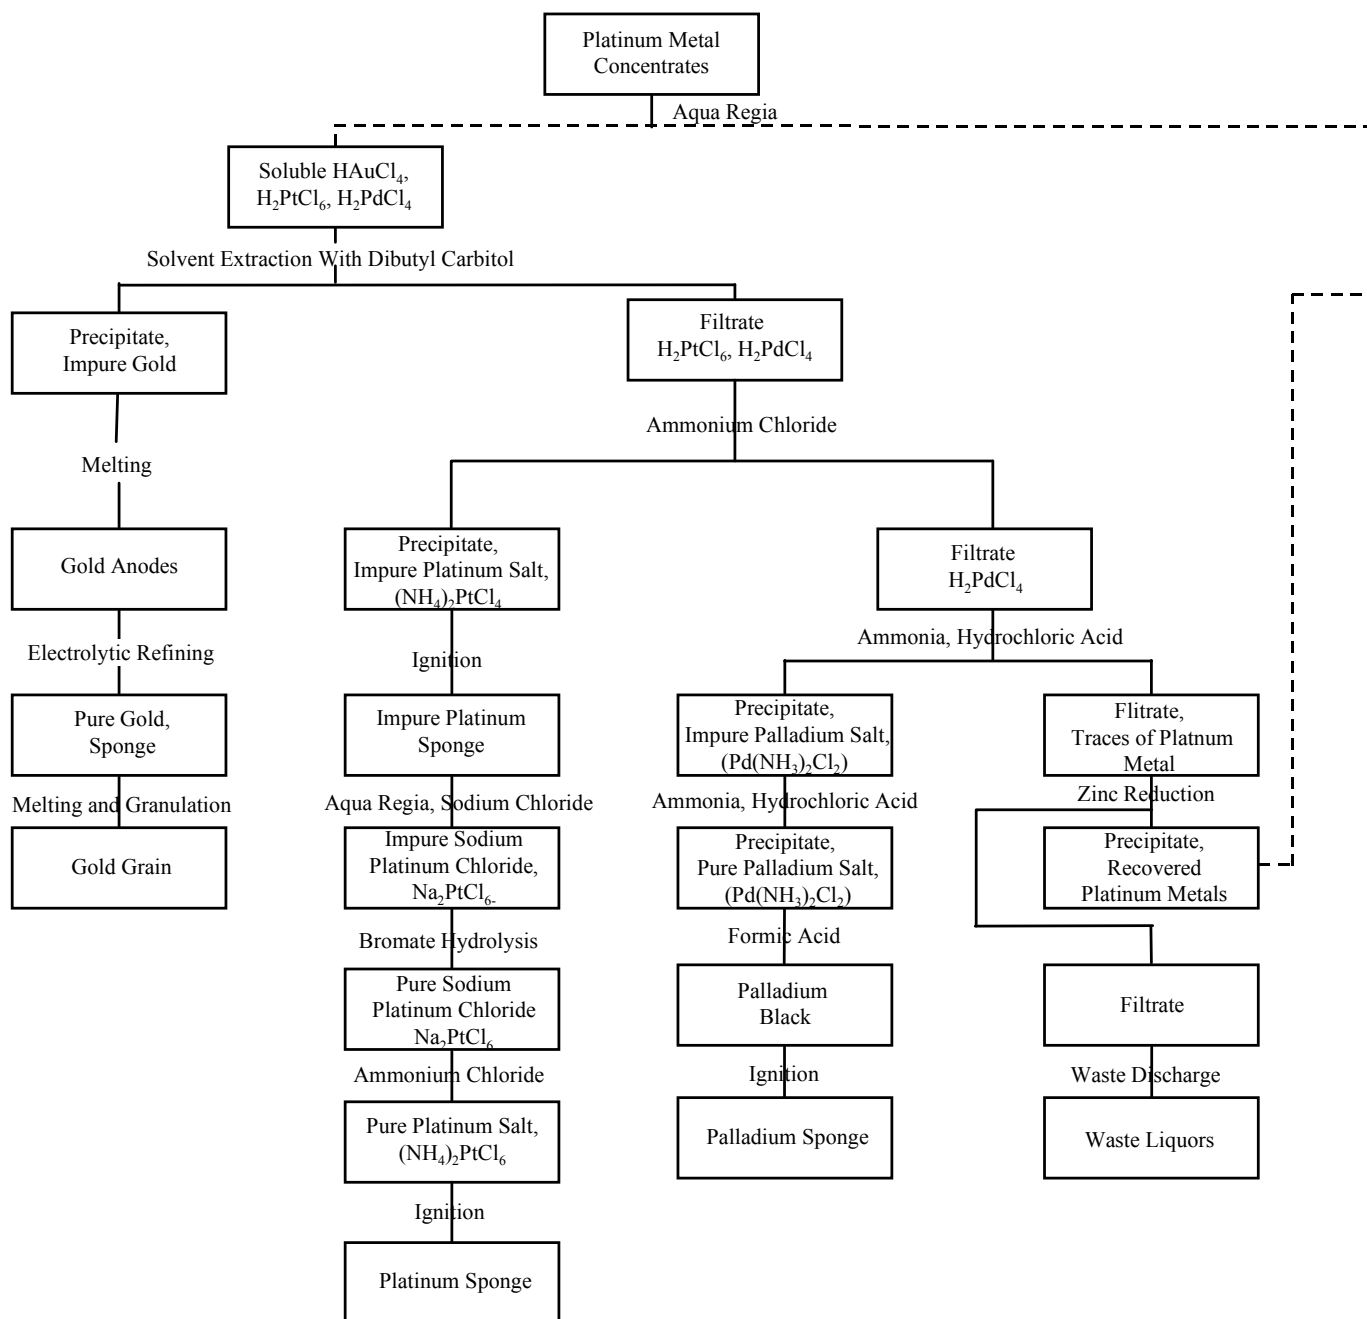 Platinum Metal
Concentrates
Aqua Regia
Soluble HAuCl₄,
H₂PtCl₆, H₂PdCl₄
Solvent Extraction With Dibutyl Carbitol
Precipitate,
Impure Gold
Filtrate
H₂PtCl₆, H₂PdCl₄
Ammonium Chloride
Melting
Gold Anodes
Precipitate,
Impure Platinum Salt,
(NH₄)₂PtCl₄
Filtrate
H₂PdCl₄
Electrolytic Refining
Ignition
Ammonia, Hydrochloric Acid
Pure Gold,
Sponge
Impure Platinum
Sponge
Precipitate,
Impure Palladium Salt,
(Pd(NH₃)₂Cl₂)
Flitrate,
Traces of Platnum
Metal
Melting and Granulation
Aqua Regia, Sodium Chloride
Ammonia, Hydrochloric Acid
Zinc Reduction
Gold Grain
Impure Sodium
Platinum Chloride,
Na₂PtCl₆₋
Precipitate,
Pure Palladium Salt,
(Pd(NH₃)₂Cl₂)
Precipitate,
Recovered
Platinum Metals
Bromate Hydrolysis
Formic Acid
Pure Sodium
Platinum Chloride
Na₂PtCl₆
Palladium
Black
Filtrate
Ammonium Chloride
Ignition
Waste Discharge
Pure Platinum Salt,
(NH₄)₂PtCl₆
Palladium Sponge
Waste Liquors
Ignition
Platinum Sponge